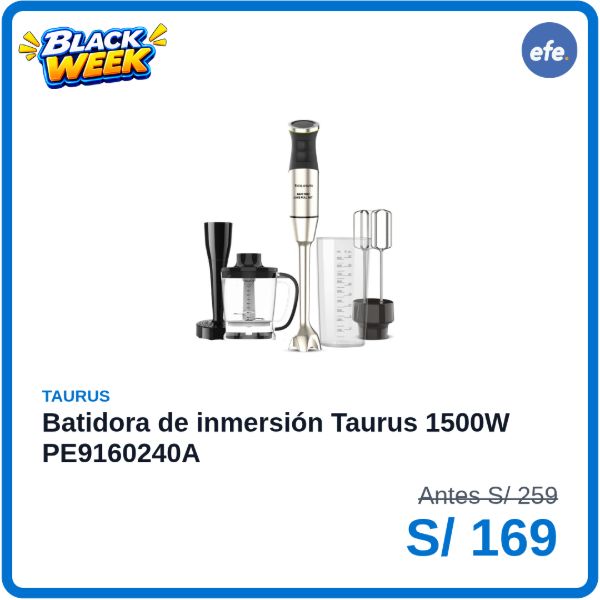 BLACK
WEEK
efe.
TAURUS
Batidora de inmersión Taurus 1500W
PE9160240A
Antes S/ 259
S/ 169